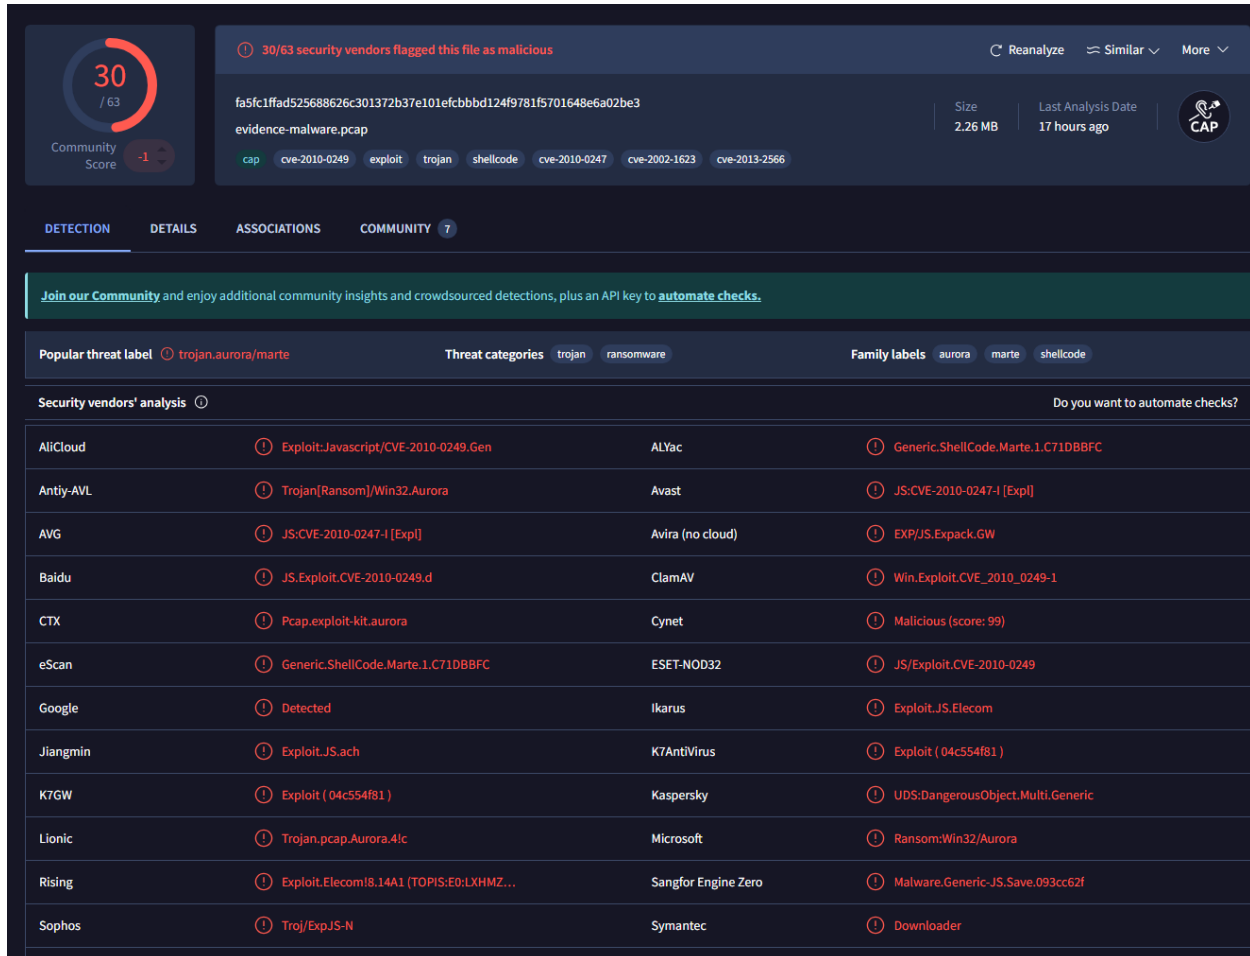 30
/ 63
Community
Score
-1
30/63 security vendors flagged this file as malicious
Reanalyze
Similar
More
fa5fc1ffad525688626c301372b37e101efcbbbd124f9781f5701648e6a02be3
evidence-malware.pcap
cap cve-2010-0249 exploit trojan shellcode cve-2010-0247 cve-2002-1623 cve-2013-2566
Size
2.26 MB
Last Analysis Date
17 hours ago
CAP
DETECTION DETAILS ASSOCIATIONS COMMUNITY 7
Join our Community and enjoy additional community insights and crowdsourced detections, plus an API key to automate checks.
Popular threat label trojan.aurora/marte Threat categories trojan ransomware Family labels aurora marte shellcode
Security vendors' analysis Do you want to automate checks?
AliCloud Exploit:Javascript/CVE-2010-0249.Gen ALYac Generic.ShellCode.Marte.1.C71DBBFC
Antiy-AVL Trojan[Ransom]/Win32.Aurora Avast JS:CVE-2010-0247-I [Expl]
AVG JS:CVE-2010-0247-I [Expl] Avira (no cloud) EXP/JS.Expack.GW
Baidu JS.Exploit.CVE-2010-0249.d ClamAV Win.Exploit.CVE_2010_0249-1
CTX Pcap.exploit-kit.aurora Cynet Malicious (score: 99)
eScan Generic.ShellCode.Marte.1.C71DBBFC ESET-NOD32 JS/Exploit.CVE-2010-0249
Google Detected Ikarus Exploit.JS.Elecom
Jiangmin Exploit.JS.ach K7AntiVirus Exploit ( 04c554f81 )
K7GW Exploit ( 04c554f81 ) Kaspersky UDS:DangerousObject.Multi.Generic
Lionic Trojan.pcap.Aurora.4!c Microsoft Ransom:Win32/Aurora
Rising Exploit.Elecom!8.14A1 (TOPIS:E0:LXHMZ... Sangfor Engine Zero Malware.Generic-JS.Save.093cc62f
Sophos Troj/ExpJS-N Symantec Downloader